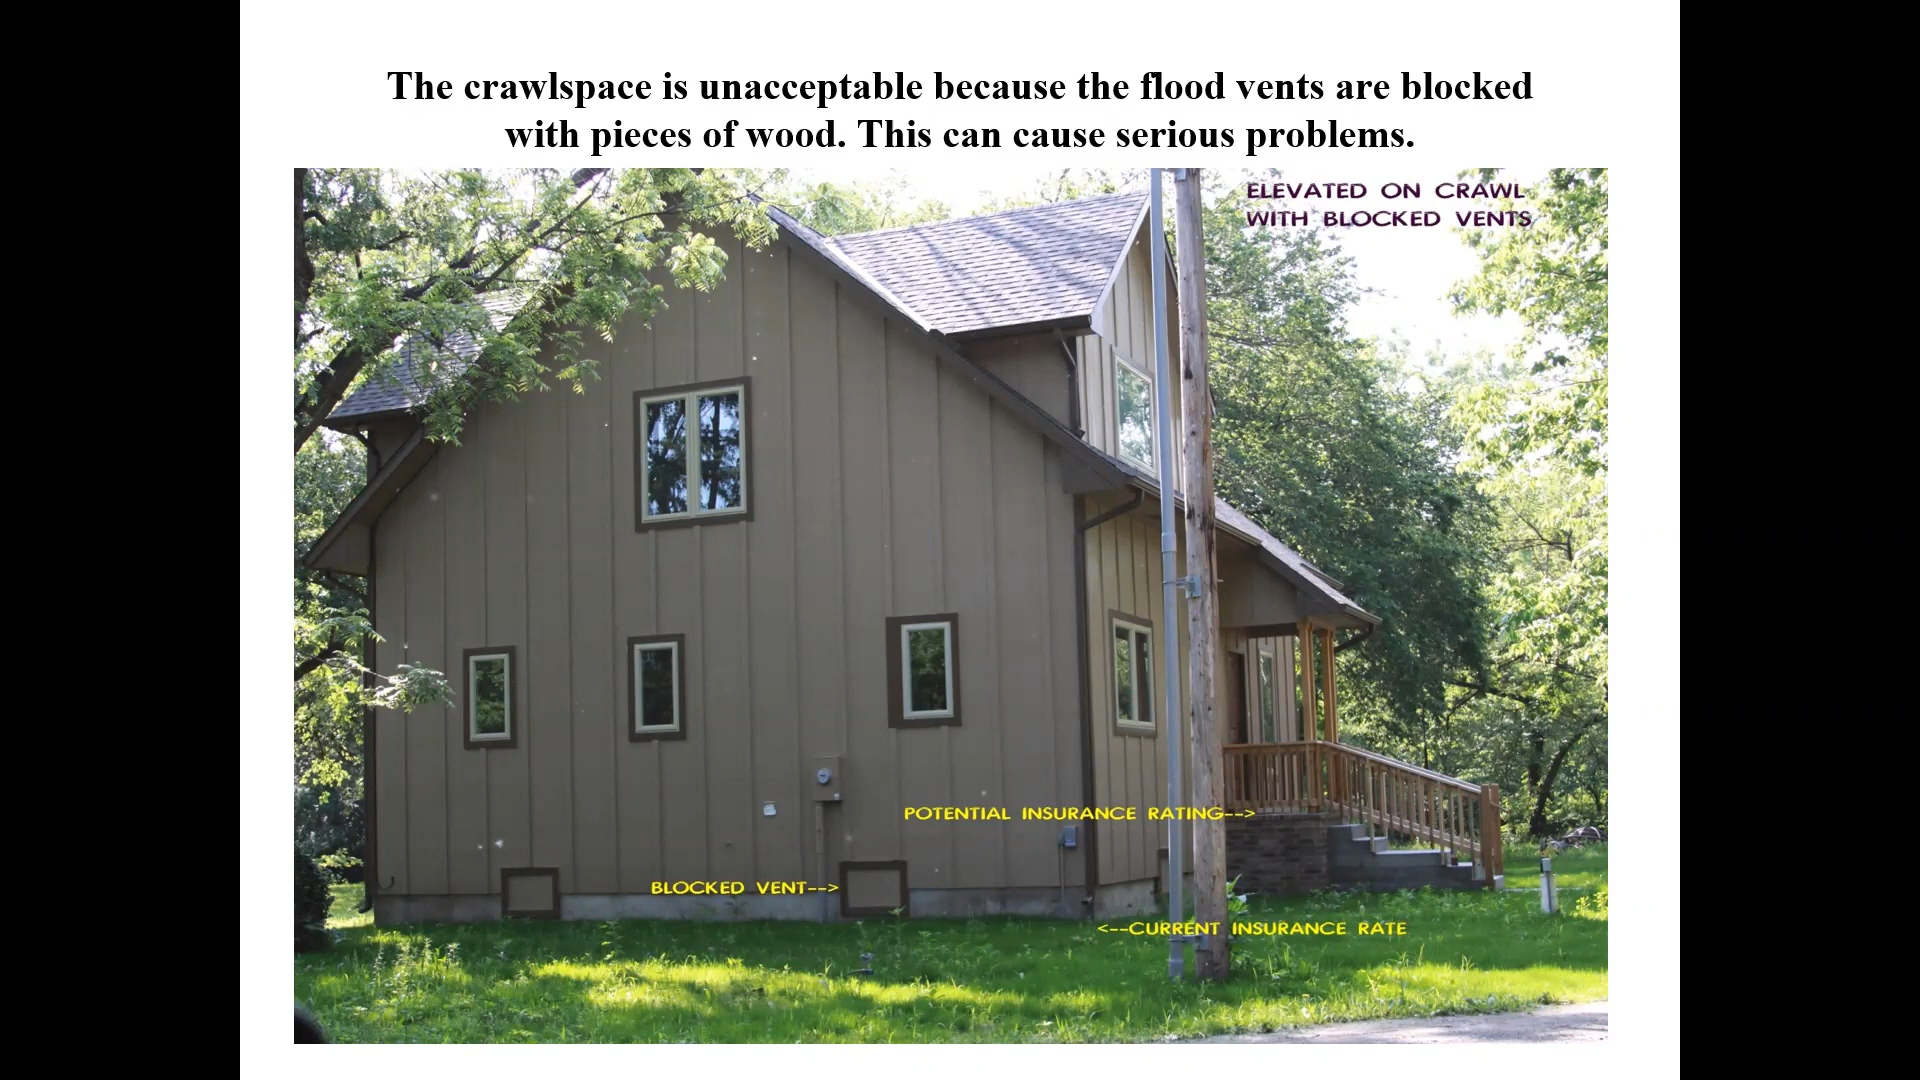 The crawlspace is unacceptable because the flood vents are blocked
with pieces of wood. This can cause serious problems.
ELEVATED ON CRAWL
WITH BLOCKED VENTS
POTENTIAL INSURANCE RATING-->
BLOCKED VENT-->
<--CURRENT INSURANCE RATE